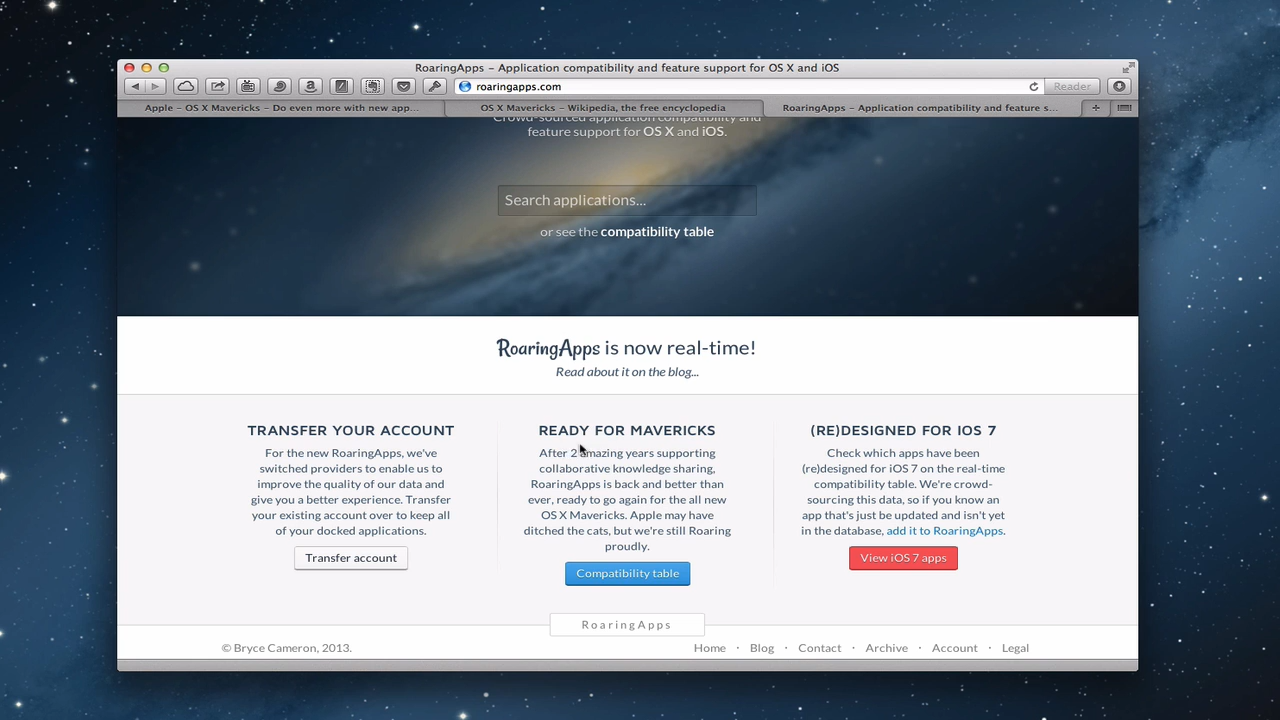 RoaringApps – Application compatibility and feature support for OS X and iOS
a
roaringapps.com
Reader
Apple – OS X Mavericks – Do even more with new app...
OS X Mavericks – Wikipedia, the free encyclopedia
RoaringApps – Application compatibility and feature s...
Crowd-sourced application compatibility and
feature support for OS X and iOS.
Search applications...
or see the compatibility table
RoaringApps is now real-time!
Read about it on the blog...
TRANSFER YOUR ACCOUNT
For the new RoaringApps, we've
switched providers to enable us to
improve the quality of our data and
give you a better experience. Transfer
your existing account over to keep all
of your docked applications.
Transfer account
READY FOR MAVERICKS
After 2 amazing years supporting
collaborative knowledge sharing,
RoaringApps is back and better than
ever, ready to go again for the all new
OS X Mavericks. Apple may have
ditched the cats, but we're still Roaring
proudly.
Compatibility table
(RE)DESIGNED FOR IOS 7
Check which apps have been
(re)designed for iOS 7 on the real-time
compatibility table. We're crowd-
sourcing this data, so if you know an
app that's just be updated and isn't yet
in the database, add it to RoaringApps.
View iOS 7 apps
RoaringApps
© Bryce Cameron, 2013.
Home · Blog · Contact · Archive · Account · Legal